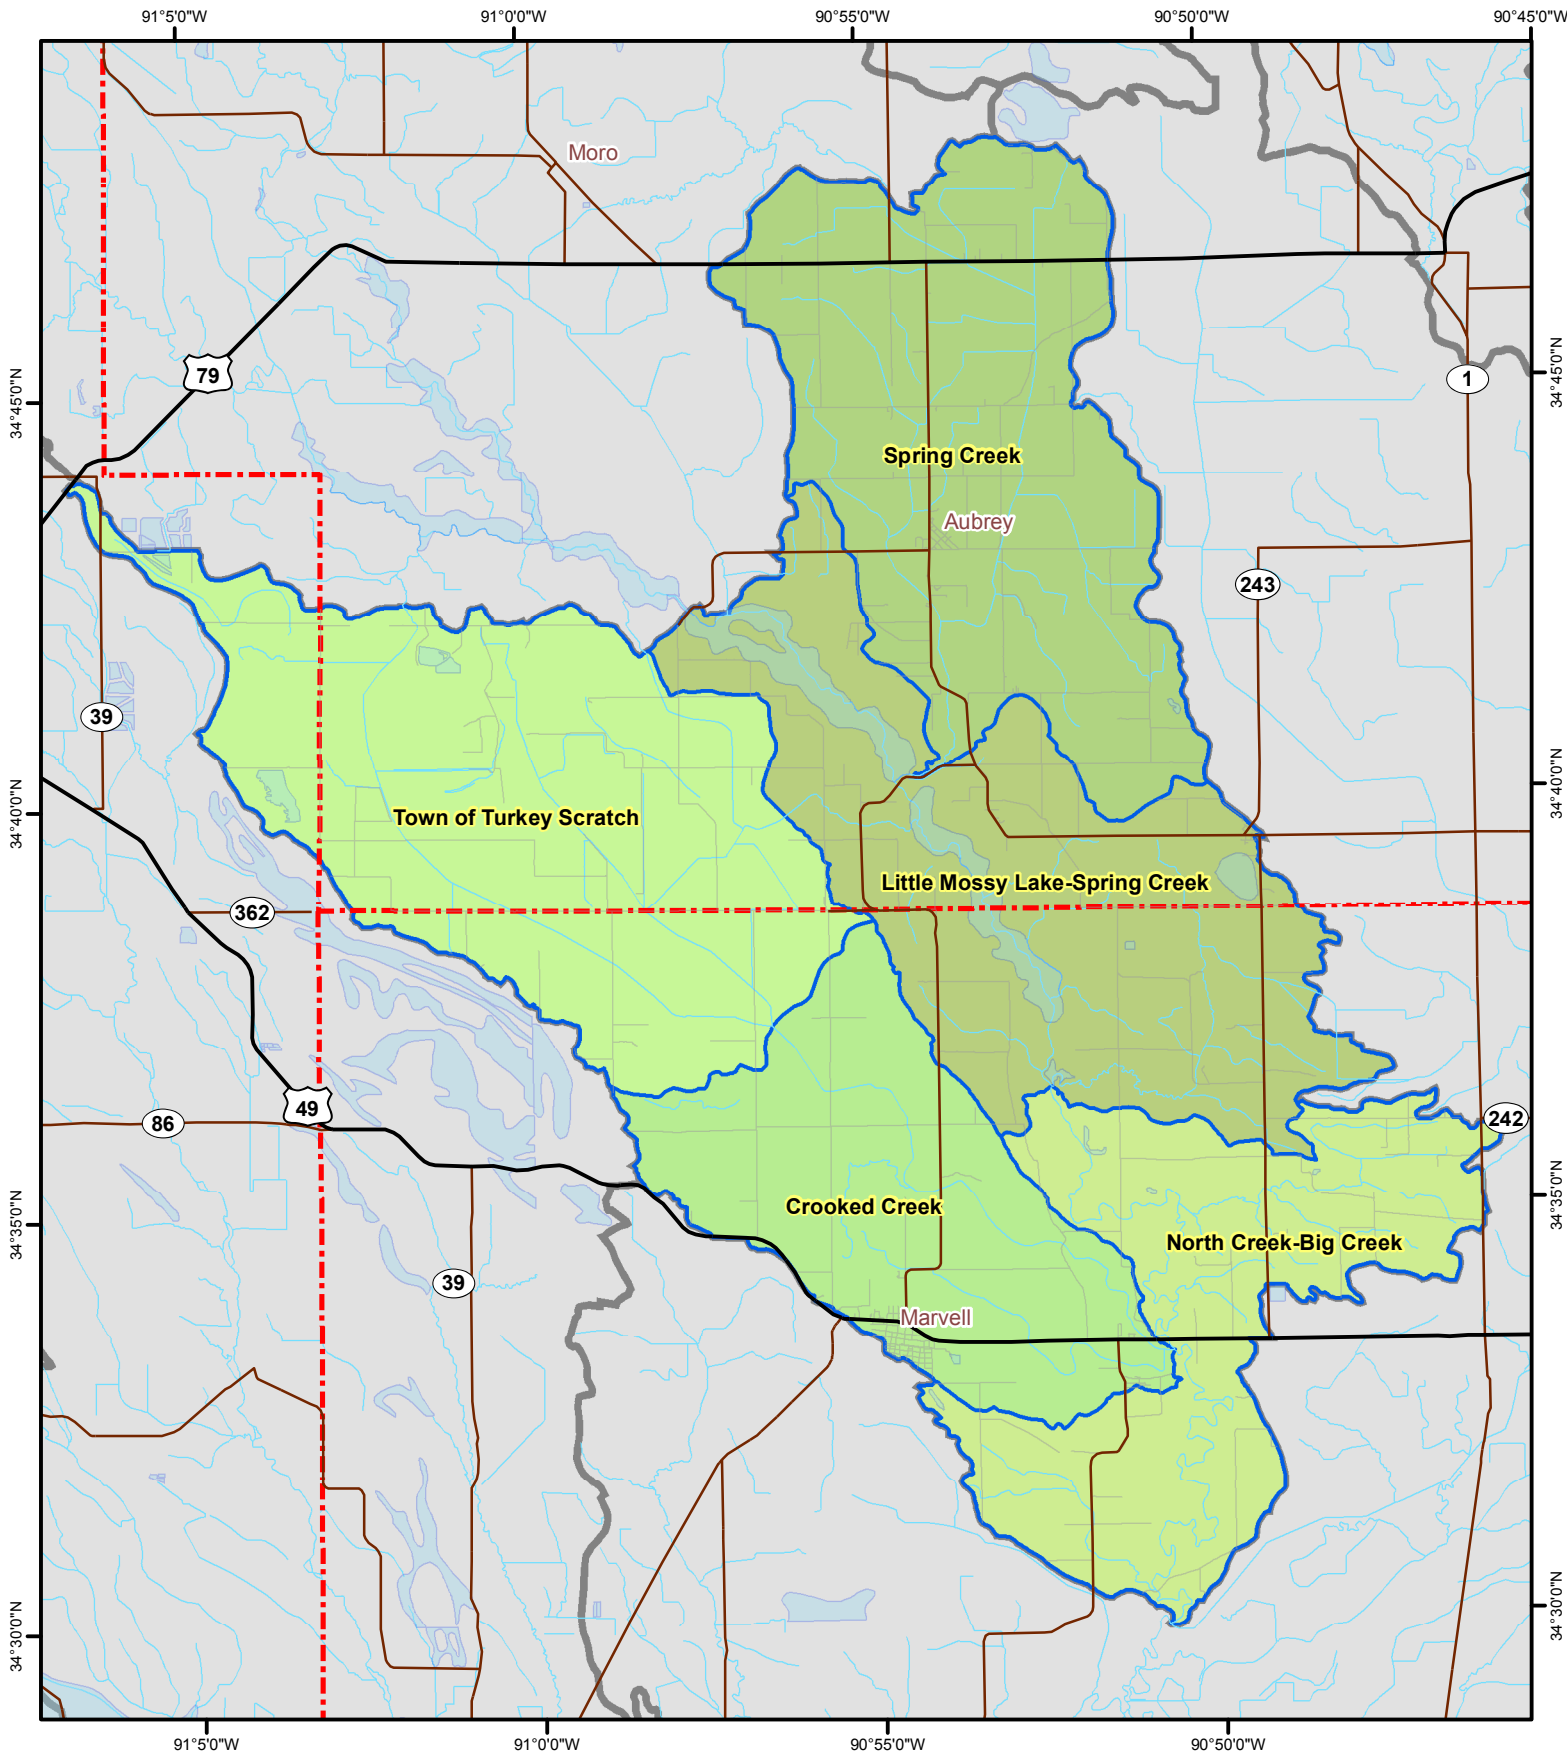 91°5'0"W
91°0'0"W
90°55'0"W
90°50'0"W
90°45'0"W
Moro
79
34°45'0"N
34°45'0"N
1
Spring Creek
Aubrey
243
39
34°40'0"N
34°40'0"N
Town of Turkey Scratch
Little Mossy Lake-Spring Creek
362
49
86
242
34°35'0"N
34°35'0"N
Crooked Creek
North Creek-Big Creek
39
Marvell
34°30'0"N
34°30'0"N
91°5'0"W
91°0'0"W
90°55'0"W
90°50'0"W